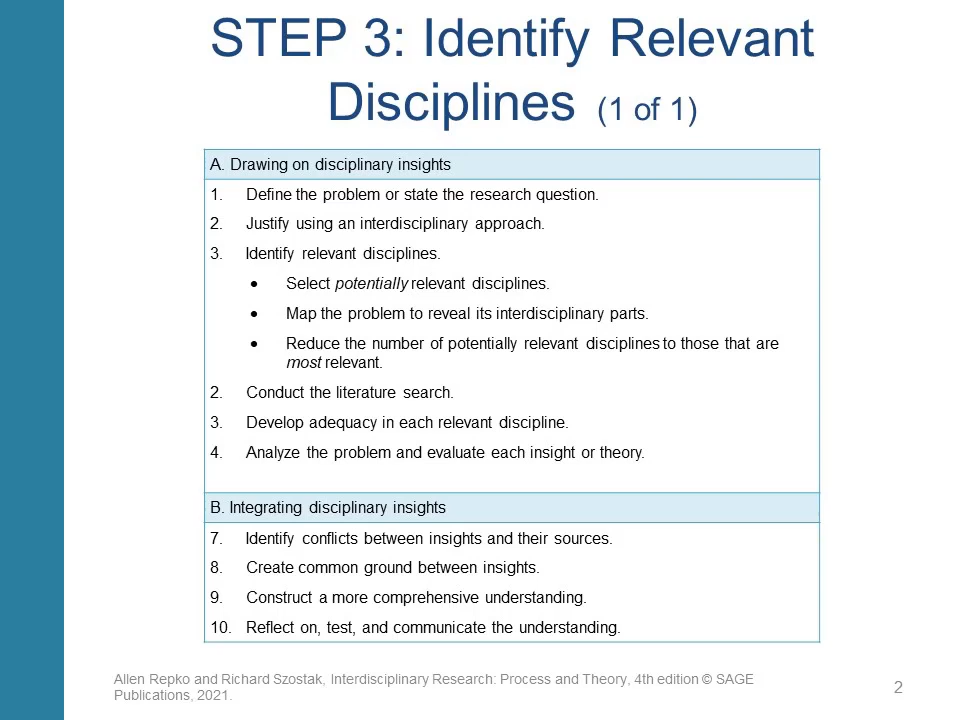 STEP 3: Identify Relevant
Disciplines (1 of 1)
A. Drawing on disciplinary insights
1. Define the problem or state the research question.
2. Justify using an interdisciplinary approach.
3. Identify relevant disciplines.
• Select potentially relevant disciplines.
• Map the problem to reveal its interdisciplinary parts.
• Reduce the number of potentially relevant disciplines to those that are
most relevant.
2. Conduct the literature search.
3. Develop adequacy in each relevant discipline.
4. Analyze the problem and evaluate each insight or theory.
B. Integrating disciplinary insights
7. Identify conflicts between insights and their sources.
8. Create common ground between insights.
9. Construct a more comprehensive understanding.
10. Reflect on, test, and communicate the understanding.
Allen Repko and Richard Szostak, Interdisciplinary Research: Process and Theory, 4th edition © SAGE
Publications, 2021.
2